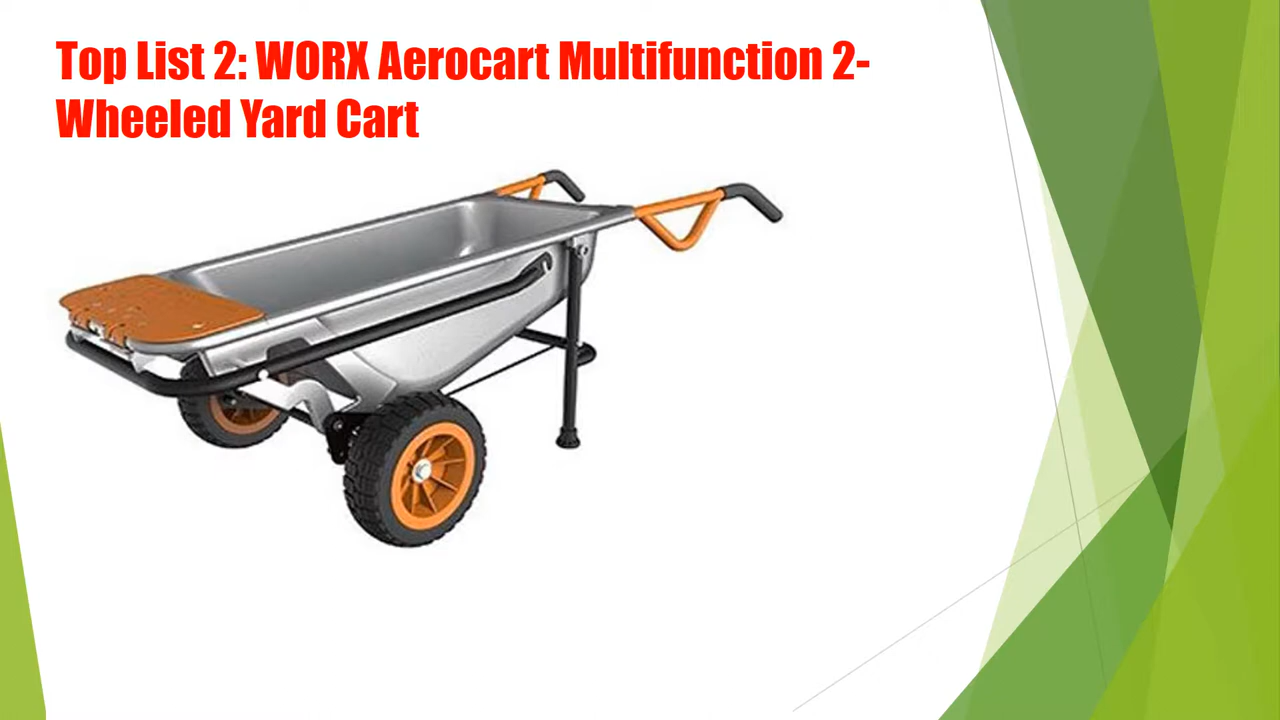 Top List 2: WORX Aerocart Multifunction 2-
Wheeled Yard Cart